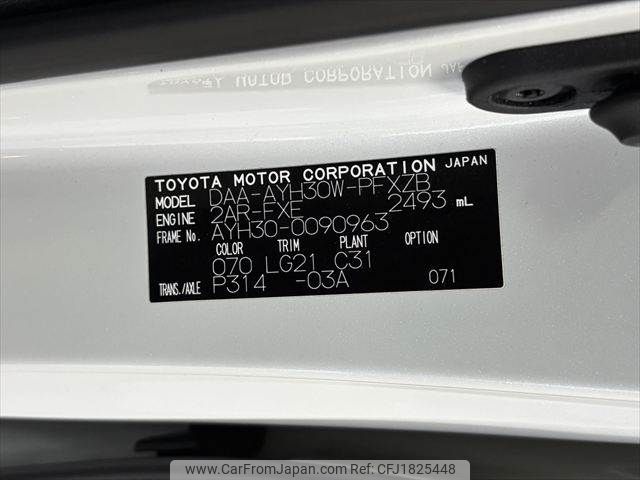 TOYOTA MOTOR CORPORATION JAPAN
MODEL DAA-AYH30W-PFXZB
ENGINE 2AR-FXE 2493 mL
FRAME No. AYH30-0090963
COLOR TRIM PLANT OPTION
070 LG21 C31
TRANS./AXLE P314 -03A 071
www.CarFromJapan.com | Ref No: CFJ1825448